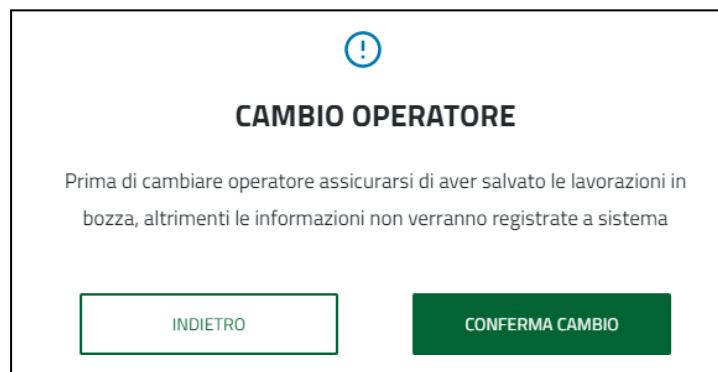 CAMBIO OPERATORE
Prima di cambiare operatore assicurarsi di aver salvato le lavorazioni in
bozza, altrimenti le informazioni non verranno registrate a sistema
INDIETRO
CONFERMA CAMBIO